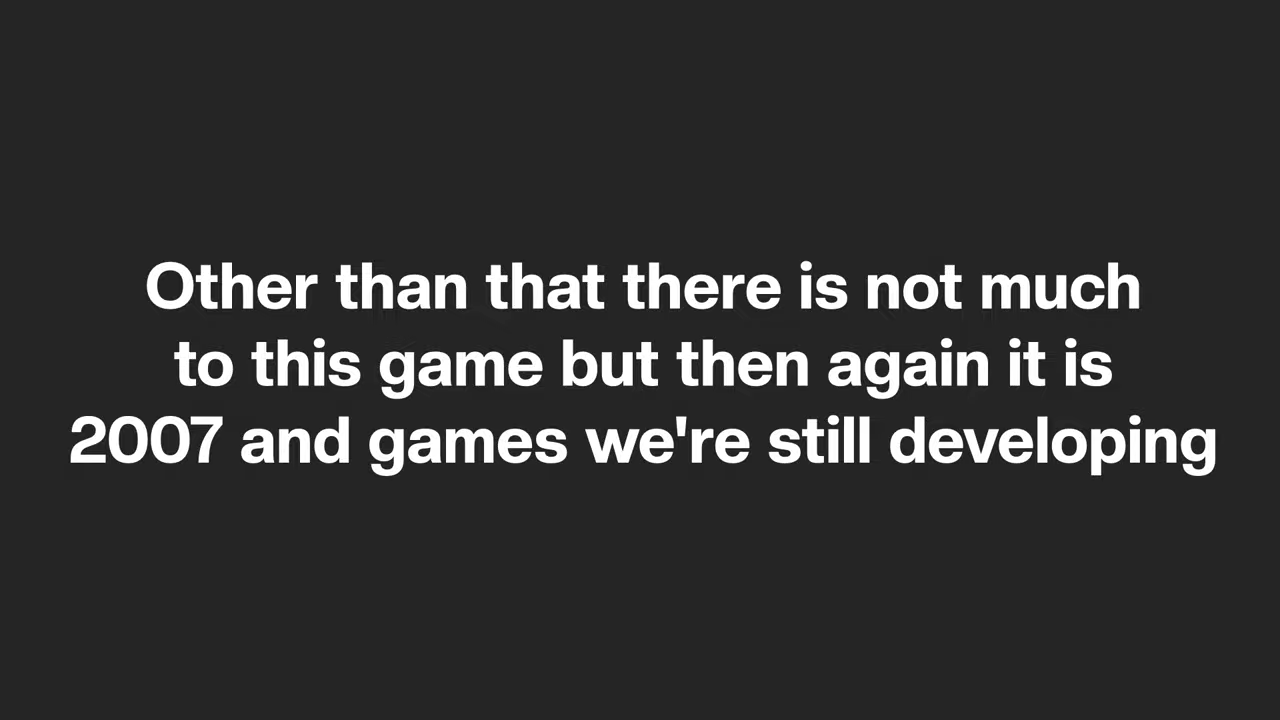 Other than that there is not much
to this game but then again it is
2007 and games we're still developing